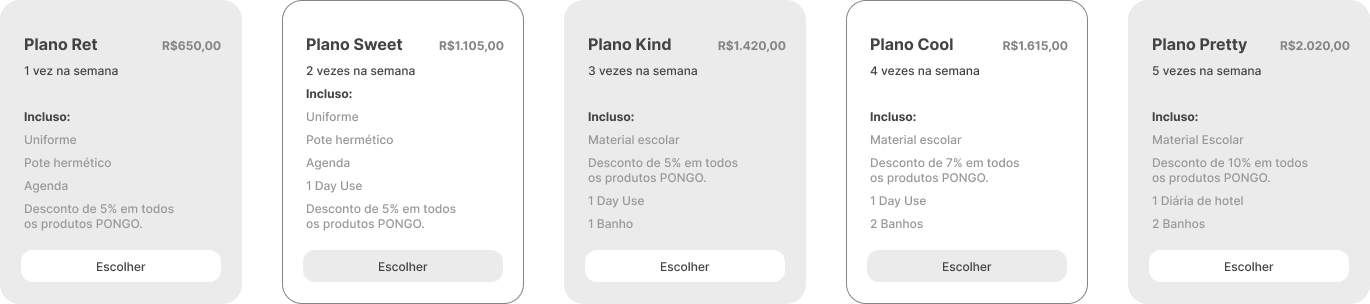 Plano Ret
R$650,00
1 vez na semana
Incluso:
Uniforme
Pote hermético
Agenda
Desconto de 5% em todos
os produtos PONGO.
Escolher
Plano Sweet
R$1.105,00
2 vezes na semana
Incluso:
Uniforme
Pote hermético
Agenda
1 Day Use
Desconto de 5% em todos
os produtos PONGO.
Escolher
Plano Kind
R$1.420,00
3 vezes na semana
Incluso:
Material escolar
Desconto de 5% em todos
os produtos PONGO.
1 Day Use
1 Banho
Escolher
Plano Cool
R$1.615,00
4 vezes na semana
Incluso:
Material escolar
Desconto de 7% em todos
os produtos PONGO.
1 Day Use
2 Banhos
Escolher
Plano Pretty
R$2.020,00
5 vezes na semana
Incluso:
Material Escolar
Desconto de 10% em todos
os produtos PONGO.
1 Diária de hotel
2 Banhos
Escolher